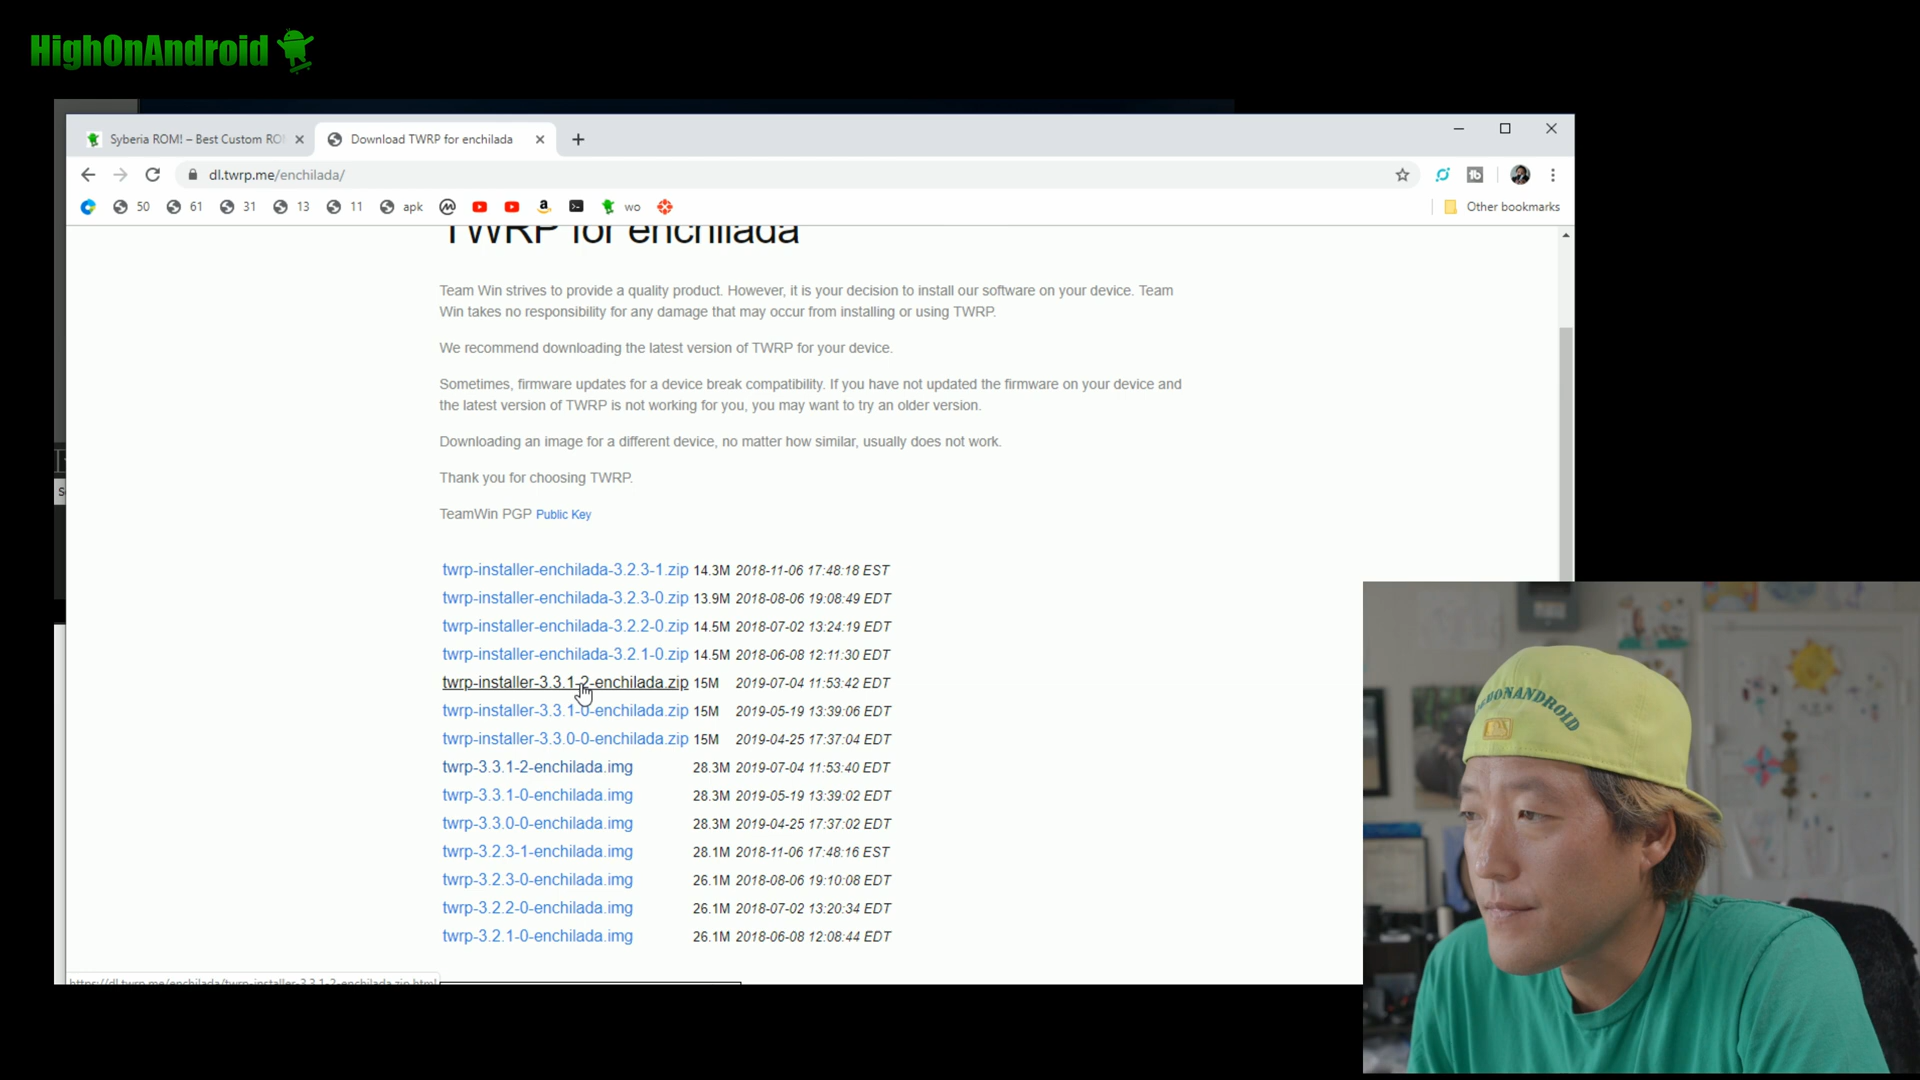 HighOnAndroid
Syberia ROM! – Best Custom RO
Download TWRP for enchilada
dl.twrp.me/enchilada/
50
61
31
13
11
apk
wo
Other bookmarks
TWRP for enchilada
Team Win strives to provide a quality product. However, it is your decision to install our software on your device. Team
Win takes no responsibility for any damage that may occur from installing or using TWRP.
We recommend downloading the latest version of TWRP for your device.
Sometimes, firmware updates for a device break compatibility. If you have not updated the firmware on your device and
the latest version of TWRP is not working for you, you may want to try an older version.
Downloading an image for a different device, no matter how similar, usually does not work.
Thank you for choosing TWRP.
TeamWin PGP Public Key
twrp-installer-enchilada-3.2.3-1.zip 14.3M 2018-11-06 17:48:18 EST
twrp-installer-enchilada-3.2.3-0.zip 13.9M 2018-08-06 19:08:49 EDT
twrp-installer-enchilada-3.2.2-0.zip 14.5M 2018-07-02 13:24:19 EDT
twrp-installer-enchilada-3.2.1-0.zip 14.5M 2018-06-08 12:11:30 EDT
twrp-installer-3.3.1-2-enchilada.zip 15M 2019-07-04 11:53:42 EDT
twrp-installer-3.3.1-0-enchilada.zip 15M 2019-05-19 13:39:06 EDT
twrp-installer-3.3.0-0-enchilada.zip 15M 2019-04-25 17:37:04 EDT
twrp-3.3.1-2-enchilada.img 28.3M 2019-07-04 11:53:40 EDT
twrp-3.3.1-0-enchilada.img 28.3M 2019-05-19 13:39:02 EDT
twrp-3.3.0-0-enchilada.img 28.3M 2019-04-25 17:37:02 EDT
twrp-3.2.3-1-enchilada.img 28.1M 2018-11-06 17:48:16 EST
twrp-3.2.3-0-enchilada.img 26.1M 2018-08-06 19:10:08 EDT
twrp-3.2.2-0-enchilada.img 26.1M 2018-07-02 13:20:34 EDT
twrp-3.2.1-0-enchilada.img 26.1M 2018-06-08 12:08:44 EDT
https://dl.twrp.me/enchilada/twrp-installer-3.3.1-2-enchilada.zip.html